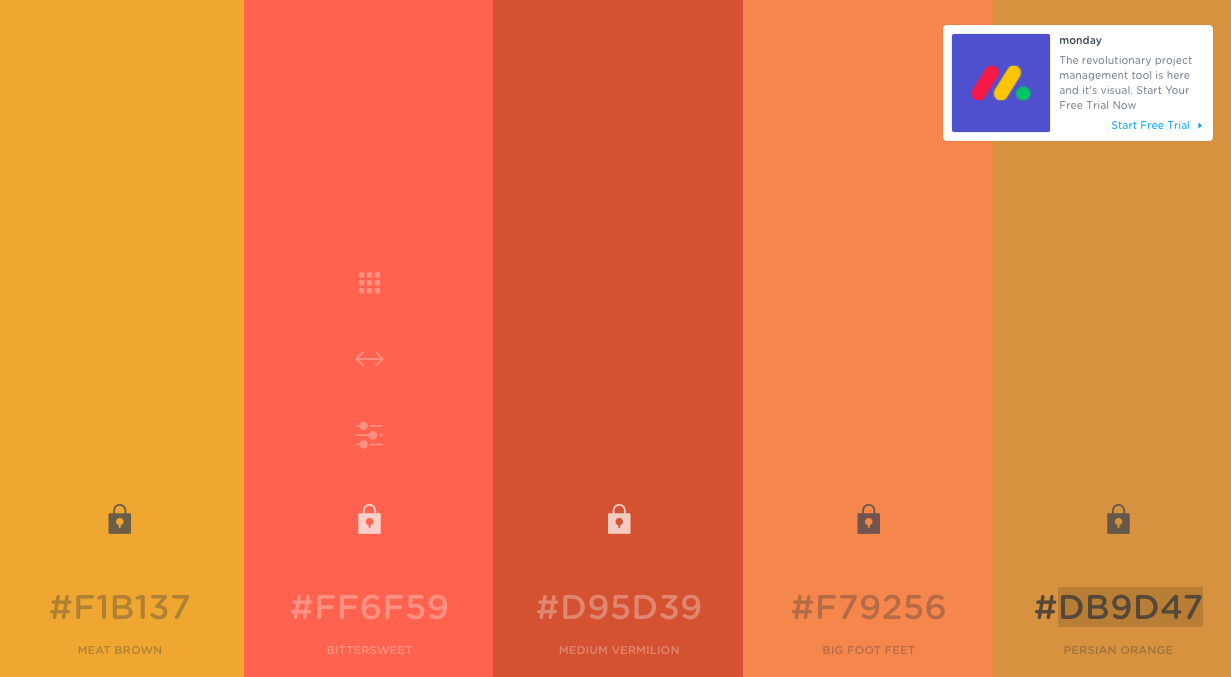 monday
The revolutionary project
management tool is here
and it's visual. Start Your
Free Trial Now
Start Free Trial
#F1B137
#FF6F59
#D95D39
#F79256
#DB9D47
MEAT BROWN
BITTERSWEET
MEDIUM VERMILION
BIG FOOT FEET
PERSIAN ORANGE